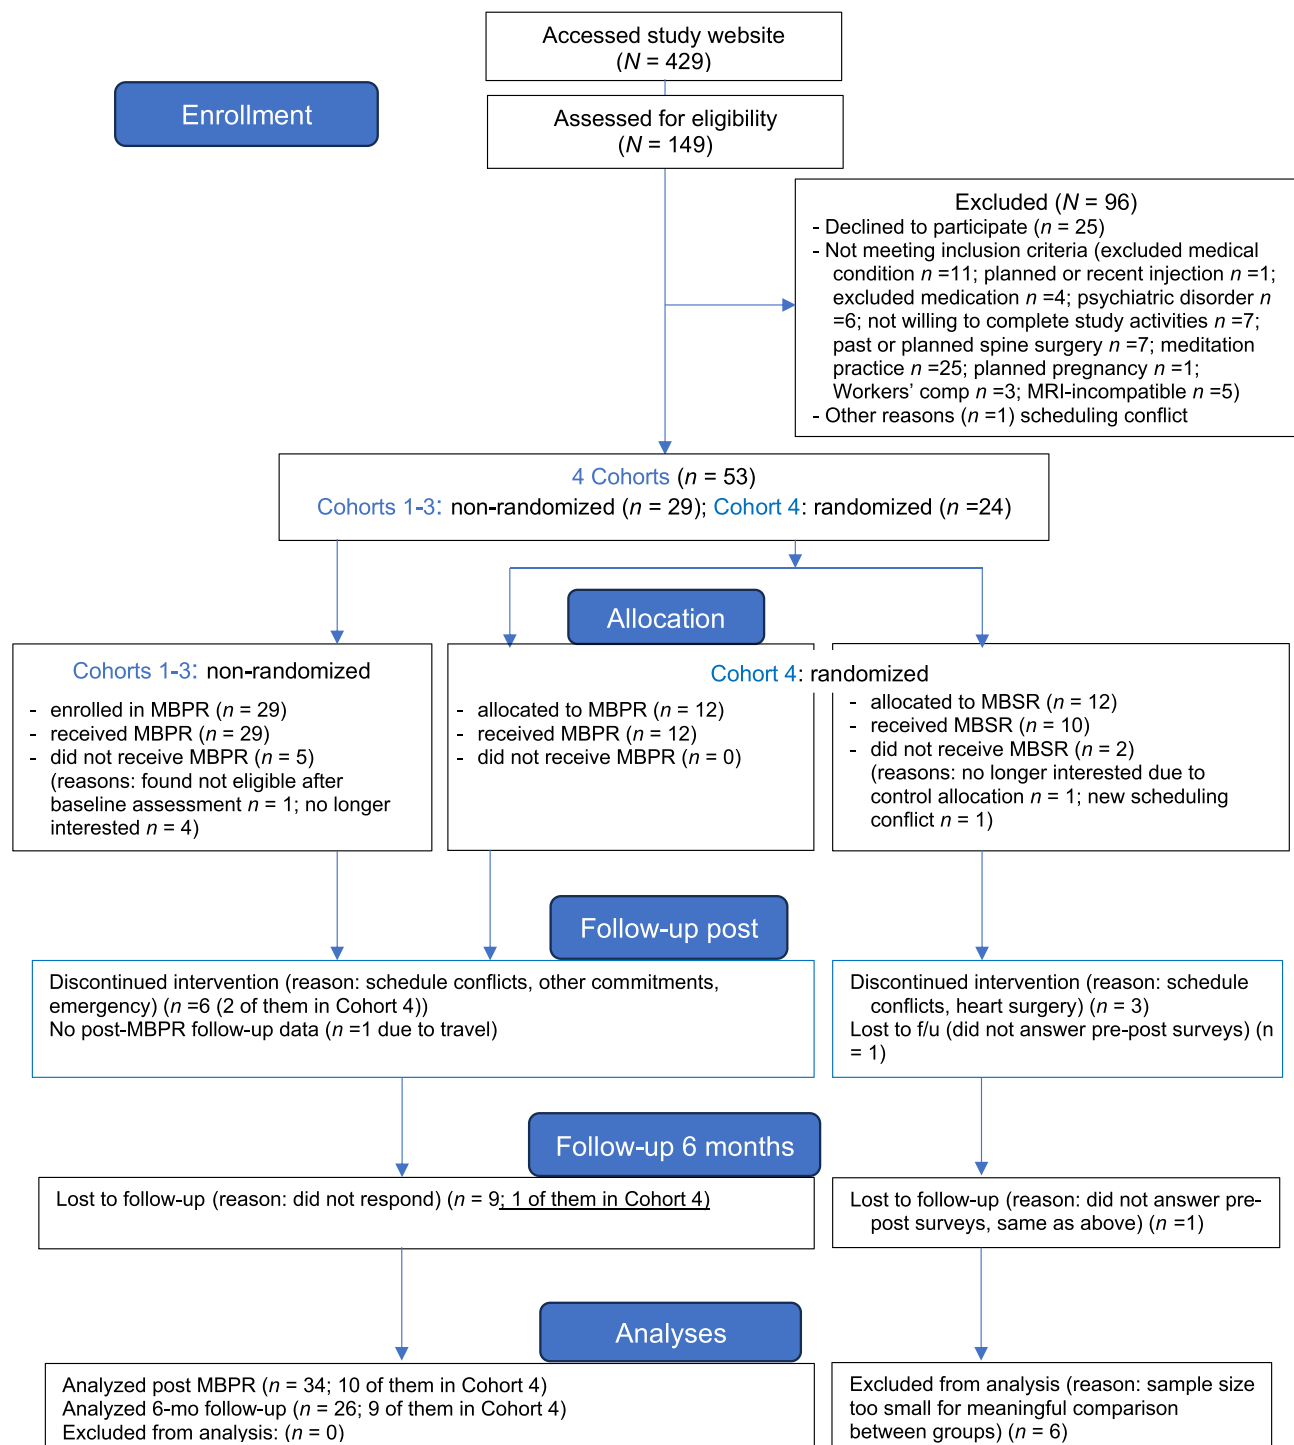 Accessed study website
(N = 429)
Enrollment
Assessed for eligibility
(N = 149)
Excluded (N = 96)
- Declined to participate (n = 25)
- Not meeting inclusion criteria (excluded medical
condition n =11; planned or recent injection n =1;
excluded medication n =4; psychiatric disorder n
=6; not willing to complete study activities n =7;
past or planned spine surgery n =7; meditation
practice n =25; planned pregnancy n =1;
Workers' comp n =3; MRI-incompatible n =5)
- Other reasons (n =1) scheduling conflict
4 Cohorts (n = 53)
Cohorts 1-3: non-randomized (n = 29); Cohort 4: randomized (n =24)
Allocation
Cohorts 1-3: non-randomized
- enrolled in MBPR (n = 29)
- received MBPR (n = 29)
- did not receive MBPR (n = 5)
(reasons: found not eligible after
baseline assessment n = 1; no longer
interested n = 4)
Cohort 4: randomized
- allocated to MBPR (n = 12)
- received MBPR (n = 12)
- did not receive MBPR (n = 0)
- allocated to MBSR (n = 12)
- received MBSR (n = 10)
- did not receive MBSR (n = 2)
(reasons: no longer interested due to
control allocation n = 1; new scheduling
conflict n = 1)
Follow-up post
Discontinued intervention (reason: schedule conflicts, other commitments,
emergency) (n =6 (2 of them in Cohort 4))
No post-MBPR follow-up data (n =1 due to travel)
Discontinued intervention (reason: schedule
conflicts, heart surgery) (n = 3)
Lost to f/u (did not answer pre-post surveys) (n
= 1)
Follow-up 6 months
Lost to follow-up (reason: did not respond) (n = 9; 1 of them in Cohort 4)
Lost to follow-up (reason: did not answer pre-
post surveys, same as above) (n =1)
Analyses
Analyzed post MBPR (n = 34; 10 of them in Cohort 4)
Analyzed 6-mo follow-up (n = 26; 9 of them in Cohort 4)
Excluded from analysis: (n = 0)
Excluded from analysis (reason: sample size
too small for meaningful comparison
between groups) (n = 6)